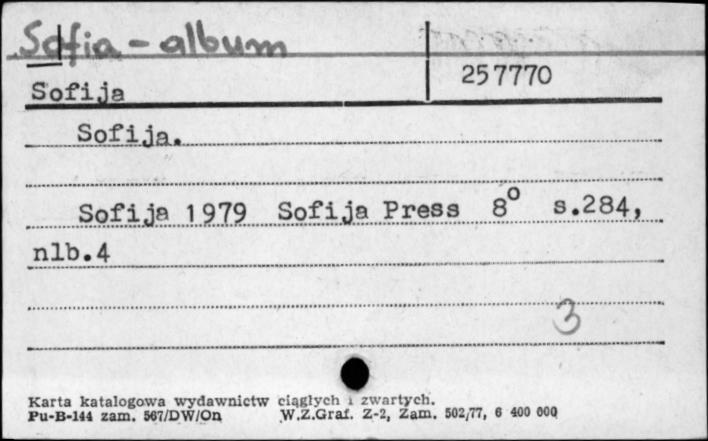 Sofia - album
257770
Sofija
Sofija.
Sofija 1979 Sofija Press 8° s.284,
nlb.4
3
Karta katalogowa wydawnictw ciągłych i zwartych.
Pu-B-144 zam. 567/DW/On W.Z.Graf. Z-2, Zam. 502/77, 6 400 000